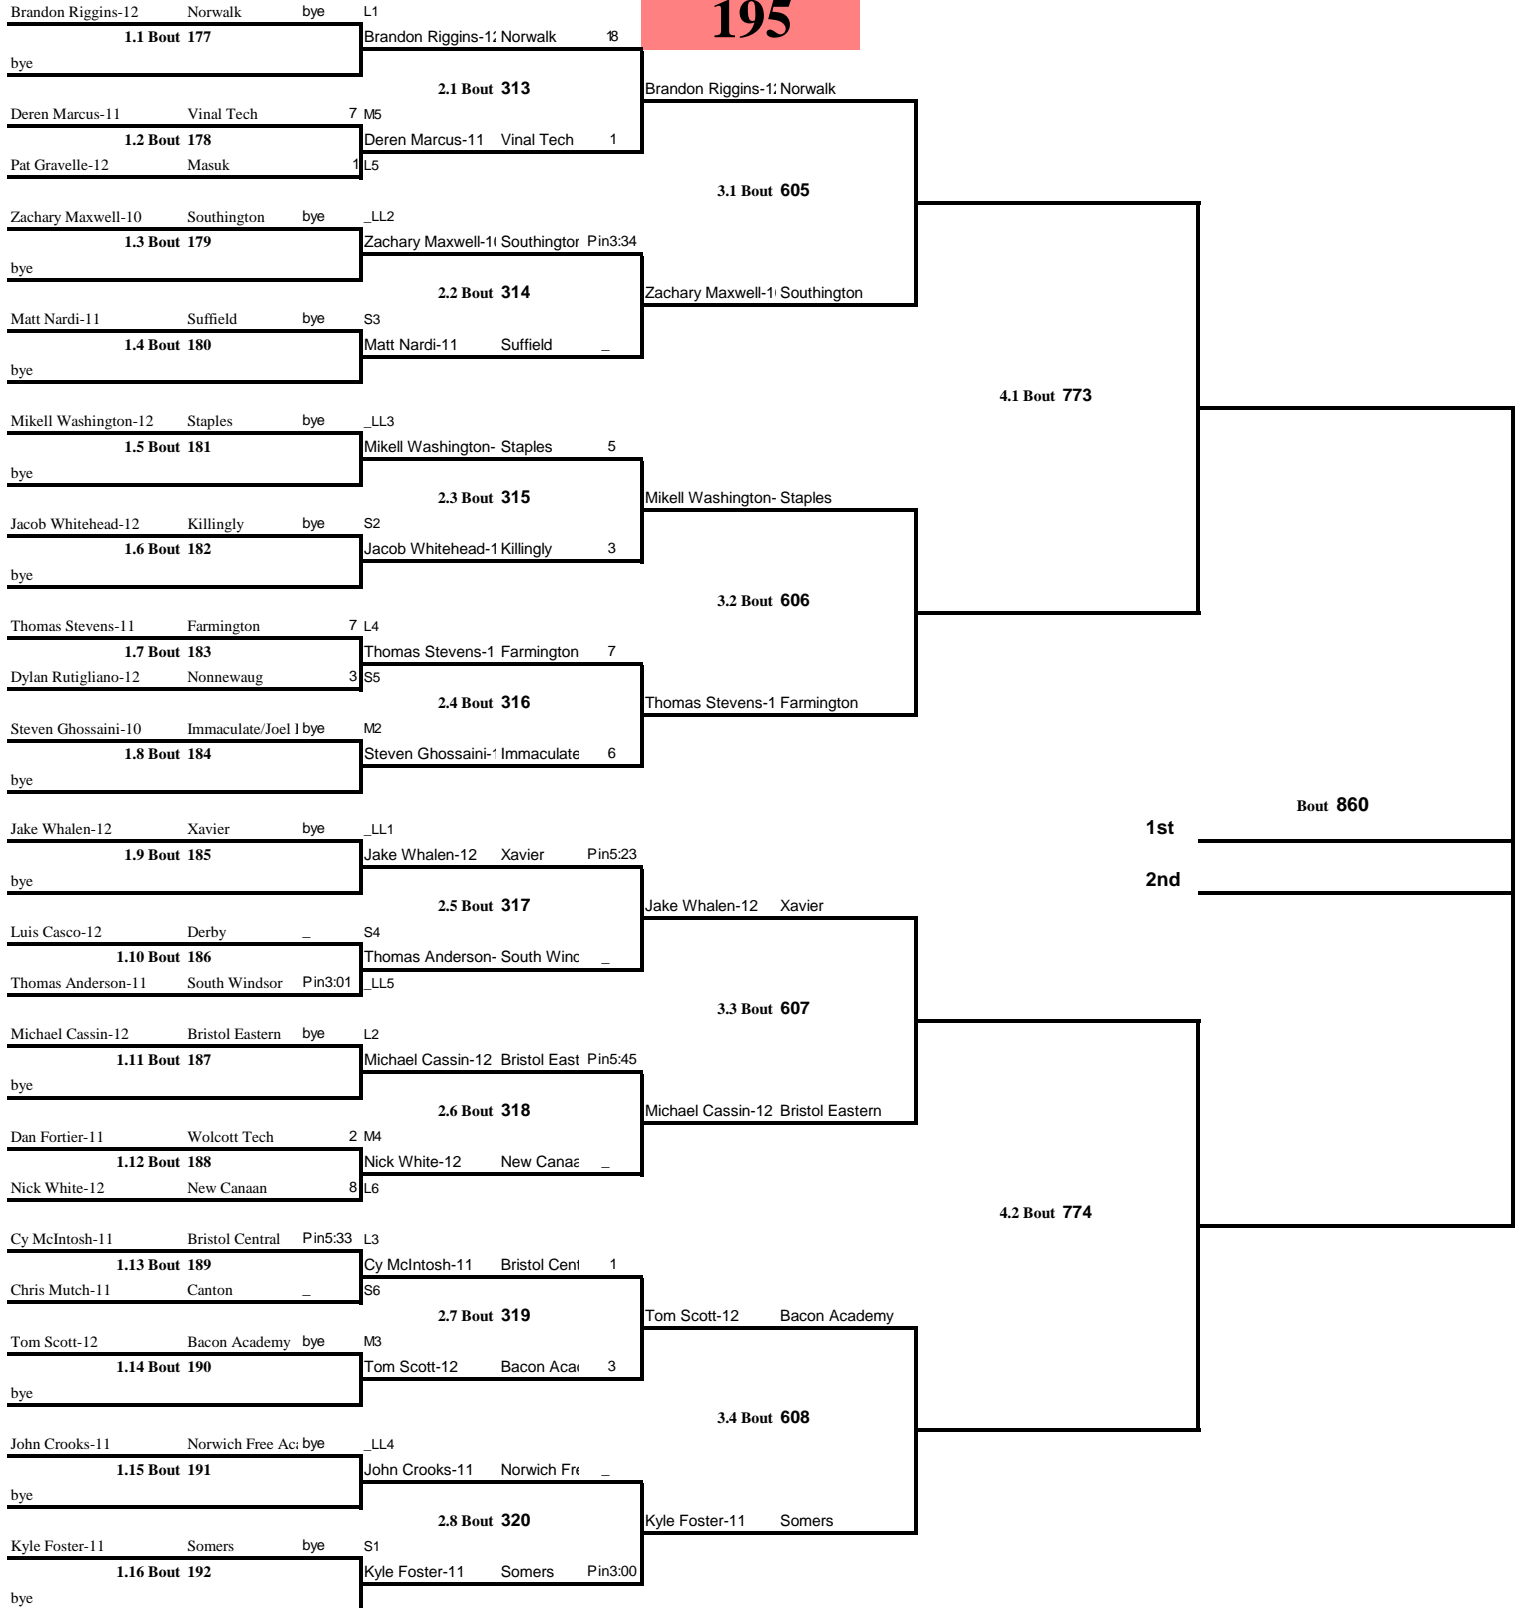 195
Brandon Riggins-12 Norwalk bye L1
1.1 Bout 177 Brandon Riggins-12 Norwalk 18
bye
2.1 Bout 313 Brandon Riggins-12 Norwalk
Deren Marcus-11 Vinal Tech 7 M5
1.2 Bout 178 Deren Marcus-11 Vinal Tech 1
Pat Gravelle-12 Masuk 1 L5
3.1 Bout 605
Zachary Maxwell-10 Southington bye _LL2
1.3 Bout 179 Zachary Maxwell-1 Southington Pin3:34
bye
2.2 Bout 314 Zachary Maxwell-1 Southington
Matt Nardi-11 Suffield bye S3
1.4 Bout 180 Matt Nardi-11 Suffield _
bye
4.1 Bout 773
Mikell Washington-12 Staples bye _LL3
1.5 Bout 181 Mikell Washington- Staples 5
bye
2.3 Bout 315 Mikell Washington- Staples
Jacob Whitehead-12 Killingly bye S2
1.6 Bout 182 Jacob Whitehead-1 Killingly 3
bye
3.2 Bout 606
Thomas Stevens-11 Farmington 7 L4
1.7 Bout 183 Thomas Stevens-1 Farmington 7
Dylan Rutigliano-12 Nonnewaug 3 S5
2.4 Bout 316 Thomas Stevens-1 Farmington
Steven Ghossaini-10 Immaculate/Joel bye M2
1.8 Bout 184 Steven Ghossaini- Immaculate 6
bye
Bout 860
1st
2nd
Jake Whalen-12 Xavier bye _LL1
1.9 Bout 185 Jake Whalen-12 Xavier Pin5:23
bye
2.5 Bout 317 Jake Whalen-12 Xavier
Luis Casco-12 Derby _ S4
1.10 Bout 186 Thomas Anderson- South Wind _
Thomas Anderson-11 South Windsor Pin3:01 _LL5
3.3 Bout 607
Michael Cassin-12 Bristol Eastern bye L2
1.11 Bout 187 Michael Cassin-12 Bristol East Pin5:45
bye
2.6 Bout 318 Michael Cassin-12 Bristol Eastern
Dan Fortier-11 Wolcott Tech 2 M4
1.12 Bout 188 Nick White-12 New Canaa _
Nick White-12 New Canaan 8 L6
4.2 Bout 774
Cy McIntosh-11 Bristol Central Pin5:33 L3
1.13 Bout 189 Cy McIntosh-11 Bristol Cent 1
Chris Mutch-11 Canton _ S6
2.7 Bout 319 Tom Scott-12 Bacon Academy
Tom Scott-12 Bacon Academy bye M3
1.14 Bout 190 Tom Scott-12 Bacon Aca 3
bye
3.4 Bout 608
John Crooks-11 Norwich Free Aca bye _LL4
1.15 Bout 191 John Crooks-11 Norwich Fre _
bye
2.8 Bout 320 Kyle Foster-11 Somers
Kyle Foster-11 Somers bye S1
1.16 Bout 192 Kyle Foster-11 Somers Pin3:00
bye